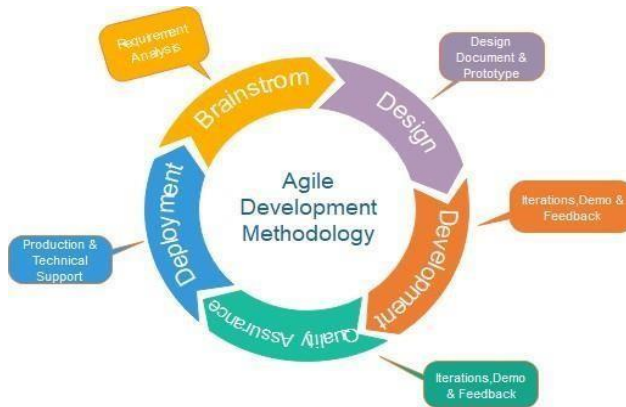 Requirement
Analysis
Brainstrom
Design
Design
Document &
Prototype
Development
Iterations,Demo &
Feedback
Quality Assurance
Iterations,Demo
& Feedback
Deployment
Production &
Technical
Support
Agile
Development
Methodology